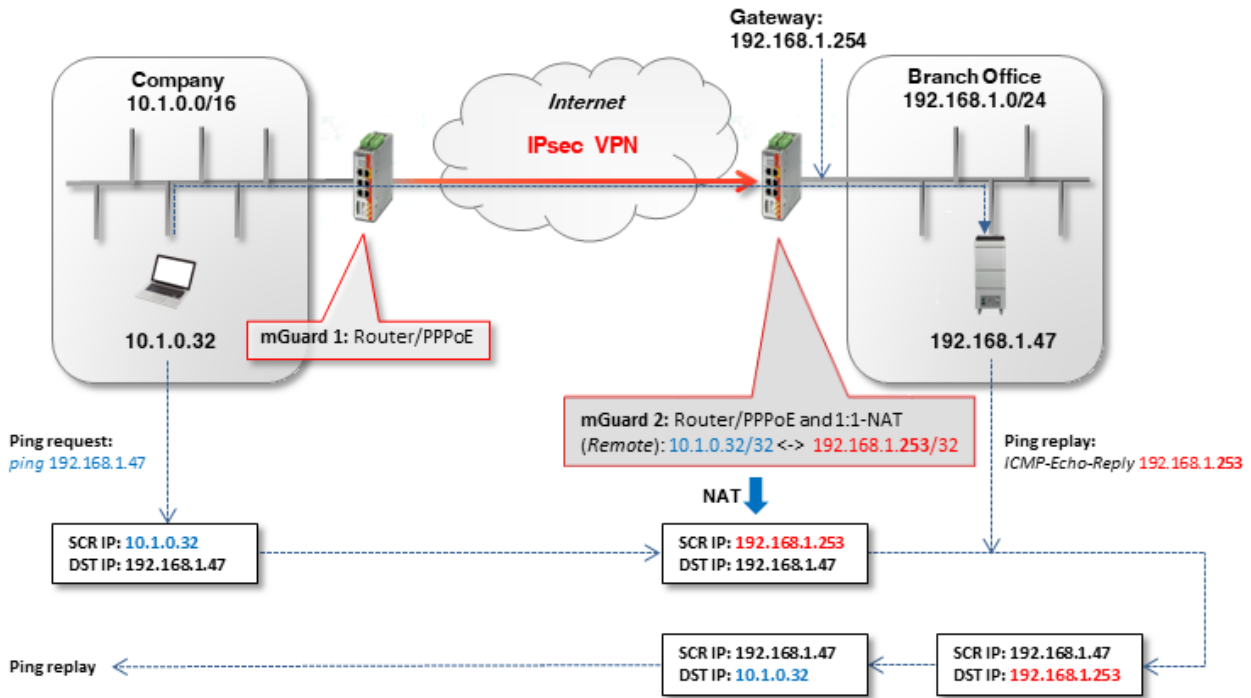 Gateway:
192.168.1.254
Company
10.1.0.0/16
Internet
IPsec VPN
Branch Office
192.168.1.0/24
10.1.0.32
mGuard 1: Router/PPPoE
192.168.1.47
mGuard 2: Router/PPPoE and 1:1-NAT
(Remote): 10.1.0.32/32 <-> 192.168.1.253/32
Ping request:
ping 192.168.1.47
Ping replay:
ICMP-Echo-Reply 192.168.1.253
NAT
SCR IP: 10.1.0.32
DST IP: 192.168.1.47
SCR IP: 192.168.1.253
DST IP: 192.168.1.47
Ping replay
SCR IP: 192.168.1.47
DST IP: 10.1.0.32
SCR IP: 192.168.1.47
DST IP: 192.168.1.253